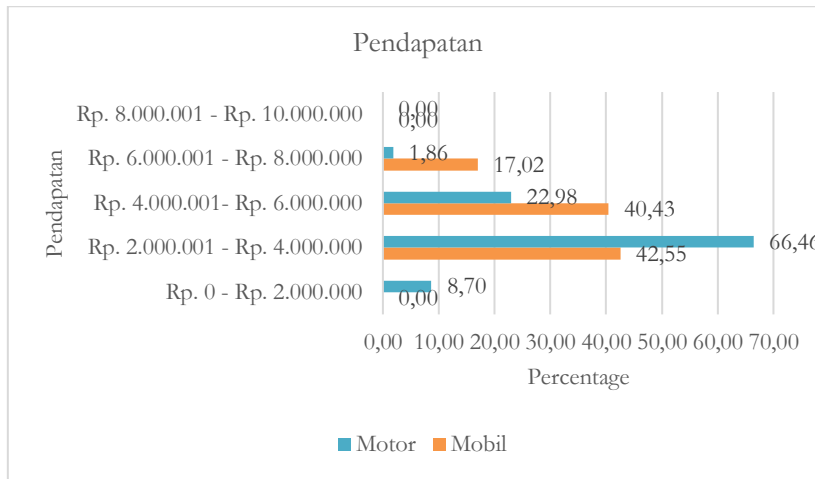 Pendapatan
Rp. 8.000.001 - Rp. 10.000.000
0,00
0,00
Rp. 6.000.001 - Rp. 8.000.000
1,86
17,02
Rp. 4.000.001- Rp. 6.000.000
22,98
40,43
Rp. 2.000.001 - Rp. 4.000.000
66,46
42,55
Rp. 0 - Rp. 2.000.000
8,70
0,00
Pendapatan
0,00 10,00 20,00 30,00 40,00 50,00 60,00 70,00
Percentage
Motor Mobil